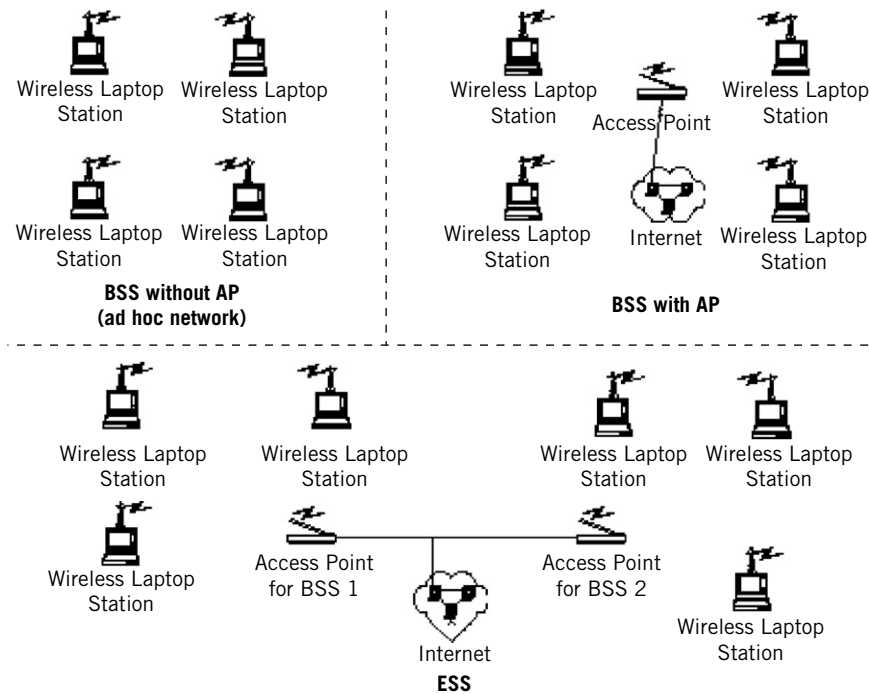 Wireless Laptop
Station
Wireless Laptop
Station
Wireless Laptop
Station
Wireless Laptop
Station
BSS without AP
(ad hoc network)
Wireless Laptop
Station
Access Point
Wireless Laptop
Station
Wireless Laptop
Station
Internet
Wireless Laptop
Station
BSS with AP
Wireless Laptop
Station
Wireless Laptop
Station
Wireless Laptop
Station
Wireless Laptop
Station
Wireless Laptop
Station
Access Point
for BSS 1
Access Point
for BSS 2
Wireless Laptop
Station
Internet
ESS